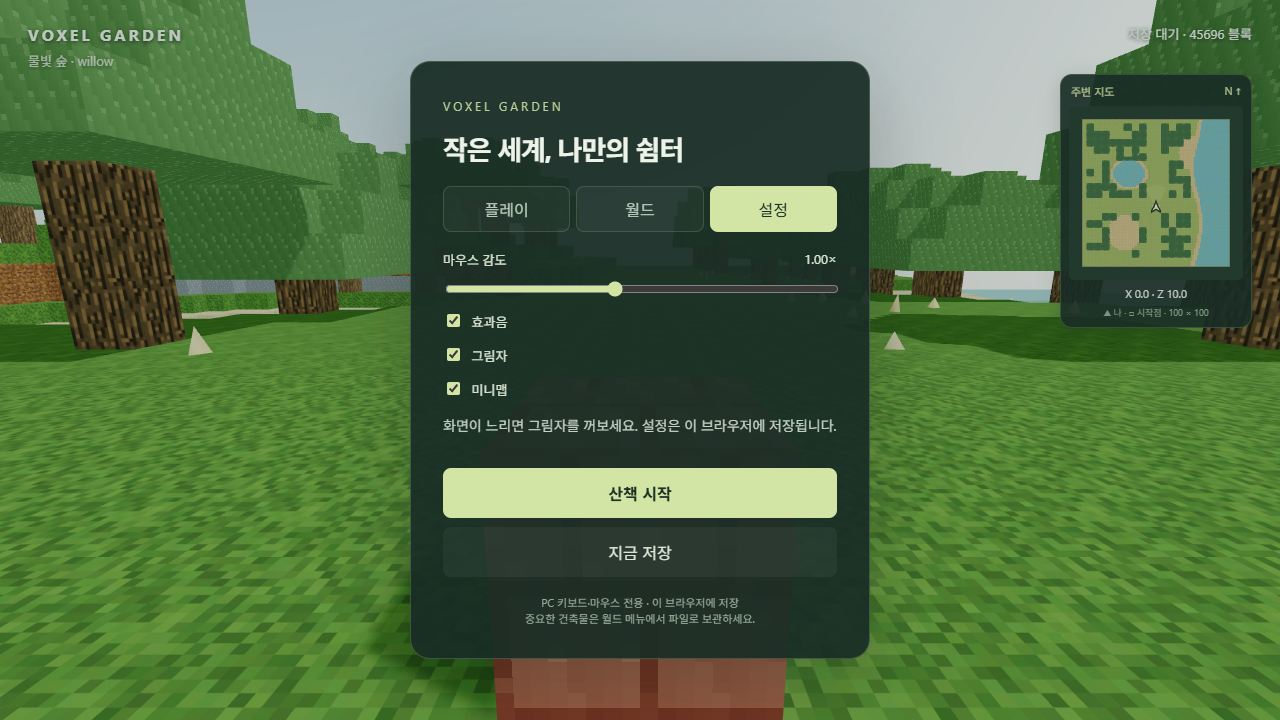 VOXEL GARDEN
물빛 숲 · willow
저장 대기 · 45696 블록
주변 지도 N ↑
X 0.0 · Z 10.0
▲ 나 · □ 시작점 · 100 × 100
VOXEL GARDEN
작은 세계, 나만의 쉼터
플레이 월드 설정
마우스 감도 1.00×
효과음
그림자
미니맵
화면이 느리면 그림자를 꺼보세요. 설정은 이 브라우저에 저장됩니다.
산책 시작
지금 저장
PC 키보드·마우스 전용 · 이 브라우저에 저장
중요한 건축물은 월드 메뉴에서 파일로 보관하세요.